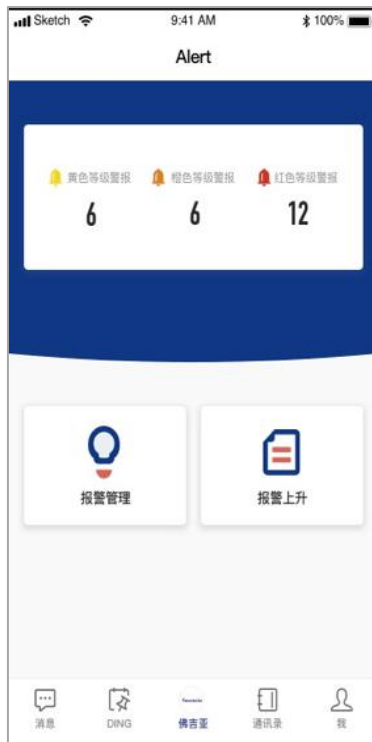 Sketch 9:41 AM 100%
Alert
黄色等级警报 橙色等级警报 红色等级警报
6 6 12
报警管理 报警上升
消息 DING 佛吉亚 通讯录 我